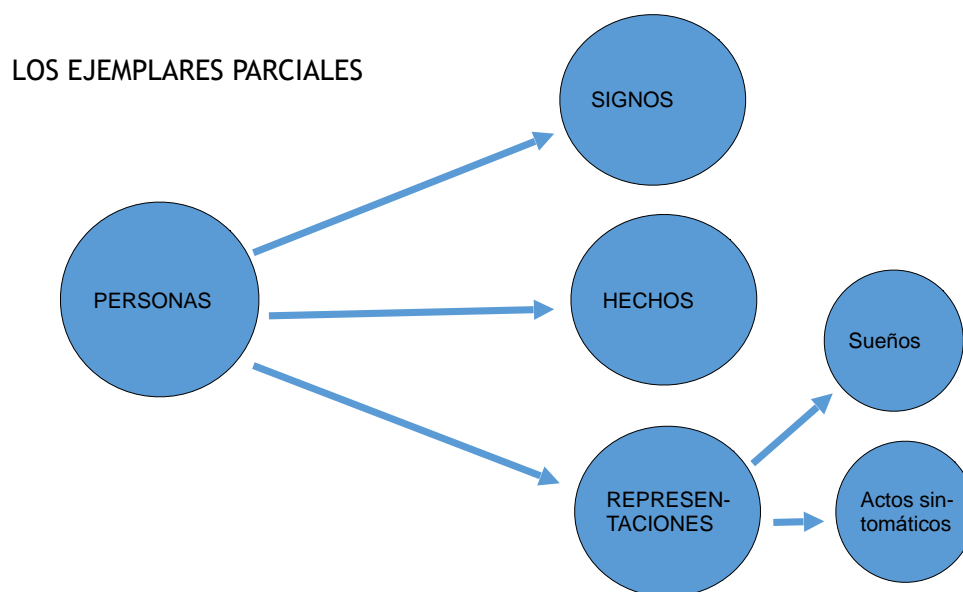 LOS EJEMPLARES PARCIALES
SIGNOS
PERSONAS
HECHOS
Sueños
REPRESEN-
TACIONES
Actos sin-
tomáticos